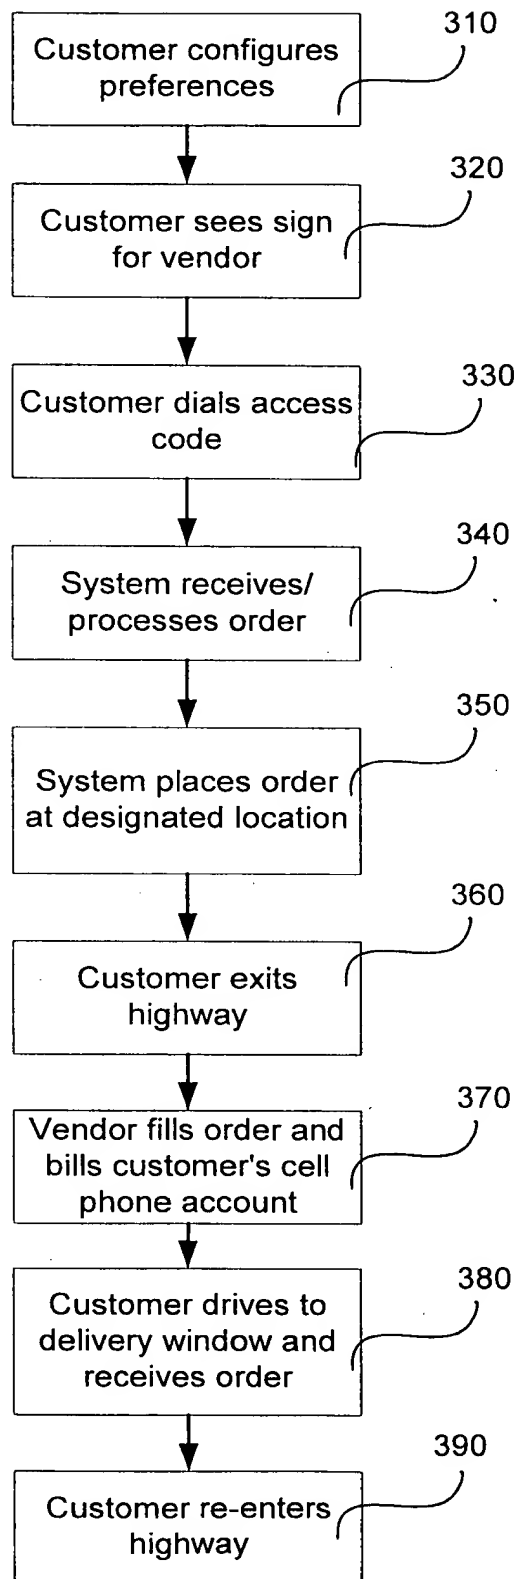 310
Customer configures
preferences
320
Customer sees sign
for vendor
330
Customer dials access
code
340
System receives/
processes order
350
System places order
at designated location
360
Customer exits
highway
370
Vendor fills order and
bills customer's cell
phone account
380
Customer drives to
delivery window and
receives order
390
Customer re-enters
highway